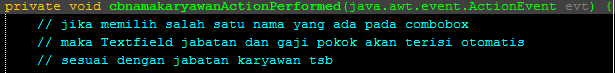 private void cbnamakaryawanActionPerformed(java.awt.event.ActionEvent evt) {
// jika memilih salah satu nama yang ada pada combobox
// maka Textfield jabatan dan gaji pokok akan terisi otomatis
// sesuai dengan jabatan karyawan tsb